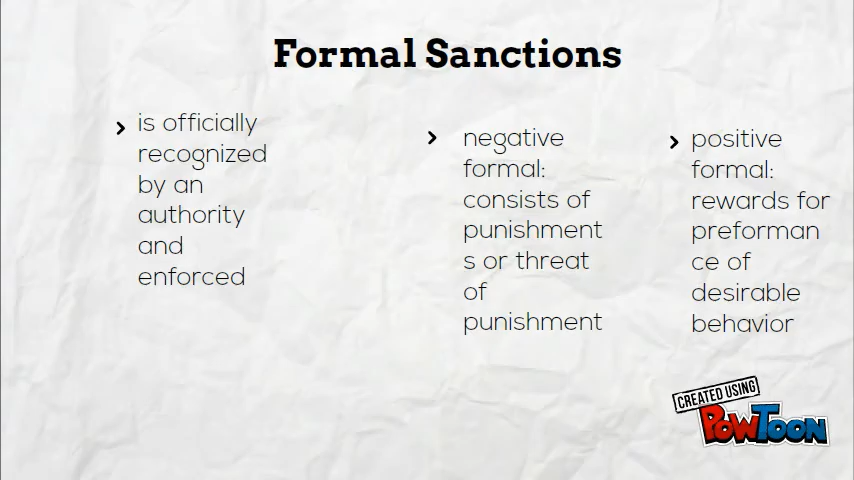 Formal Sanctions
is officially
recognized
by an
authority
and
enforced
negative
formal:
consists of
punishment
s or threat
of
punishment
positive
formal:
rewards for
preforman
ce of
desirable
behavior
CREATED USING
POWTOON